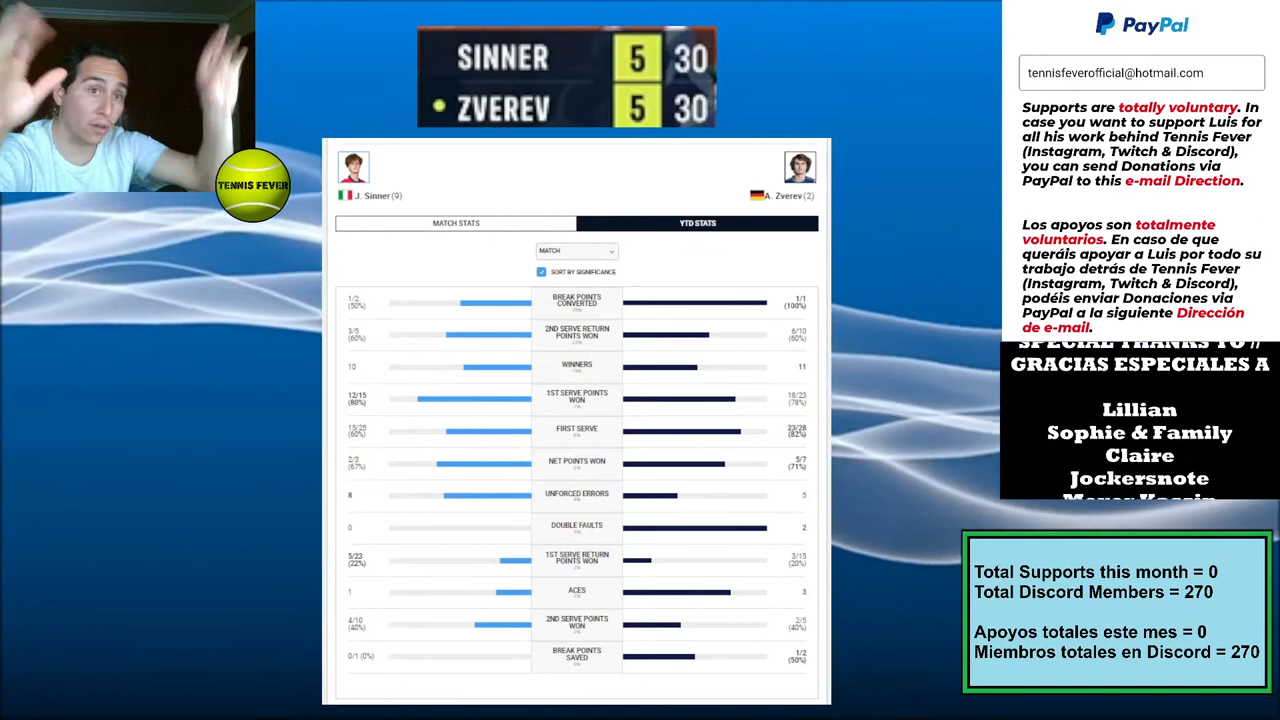 SINNER 5 30
ZVEREV 5 30
TENNIS FEVER
J. Sinner (9)
A. Zverev (2)
MATCH STATS
YTD STATS
MATCH
SORT BY SIGNIFICANCE
1/2
(50%)
BREAK POINTS
CONVERTED
1/1
(100%)
3/5
(60%)
2ND SERVE RETURN
POINTS WON
6/10
(60%)
10
WINNERS
11
12/15
(80%)
1ST SERVE POINTS
WON
18/23
(78%)
15/25
(60%)
FIRST SERVE
23/28
(82%)
2/3
(67%)
NET POINTS WON
5/7
(71%)
8
UNFORCED ERRORS
5
0
DOUBLE FAULTS
2
5/23
(22%)
1ST SERVE RETURN
POINTS WON
3/15
(20%)
1
ACES
3
4/10
(40%)
2ND SERVE POINTS
WON
2/5
(40%)
0/1 (0%)
BREAK POINTS
SAVED
1/2
(50%)
PayPal
tennisfeverofficial@hotmail.com
Supports are totally voluntary. In
case you want to support Luis for
all his work behind Tennis Fever
(Instagram, Twitch & Discord),
you can send Donations via
PayPal to this e-mail Direction.
Los apoyos son totalmente
voluntarios. En caso de que
queráis apoyar a Luis por todo su
trabajo detrás de Tennis Fever
(Instagram, Twitch & Discord),
podéis enviar Donaciones via
PayPal a la siguiente Dirección
de e-mail.
SPECIAL THANKS TO //
GRACIAS ESPECIALES A
Lillian
Sophie & Family
Claire
Jockersnote
Total Supports this month = 0
Total Discord Members = 270
Apoyos totales este mes = 0
Miembros totales en Discord = 270